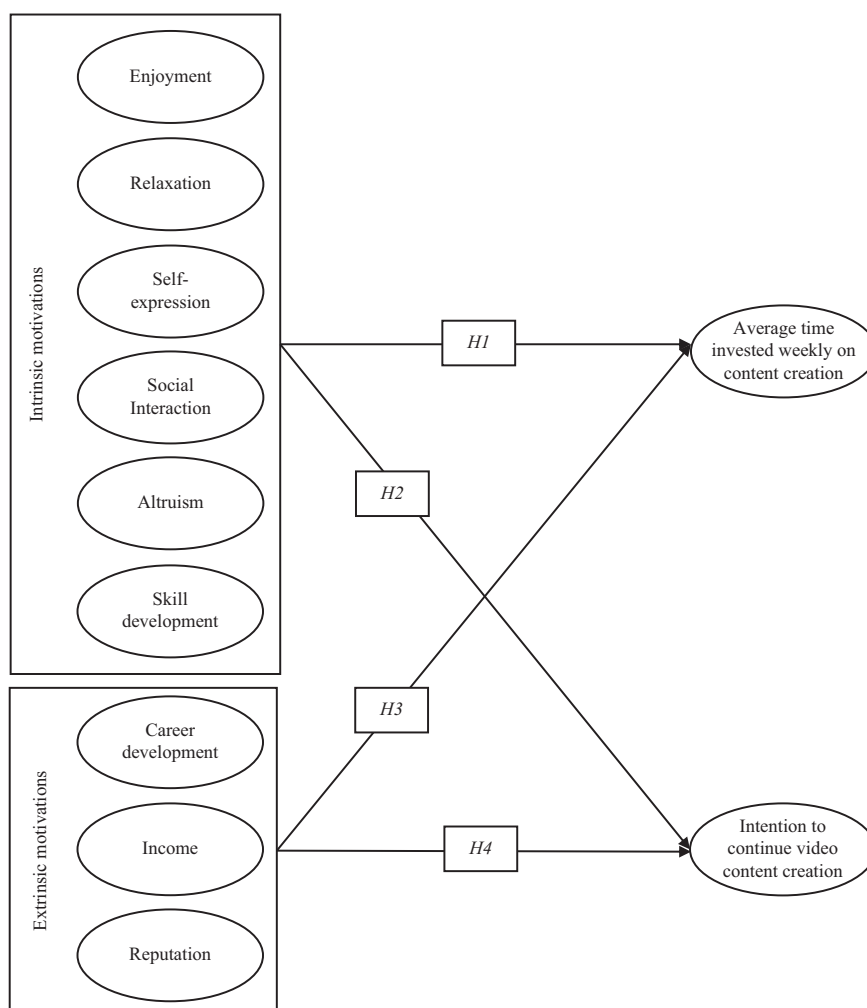 Intrinsic motivations
Enjoyment
Relaxation
Self-
expression
Social
Interaction
Altruism
Skill
development
Extrinsic motivations
Career
development
Income
Reputation
H1
H2
H3
H4
Average time
invested weekly on
content creation
Intention to
continue video
content creation